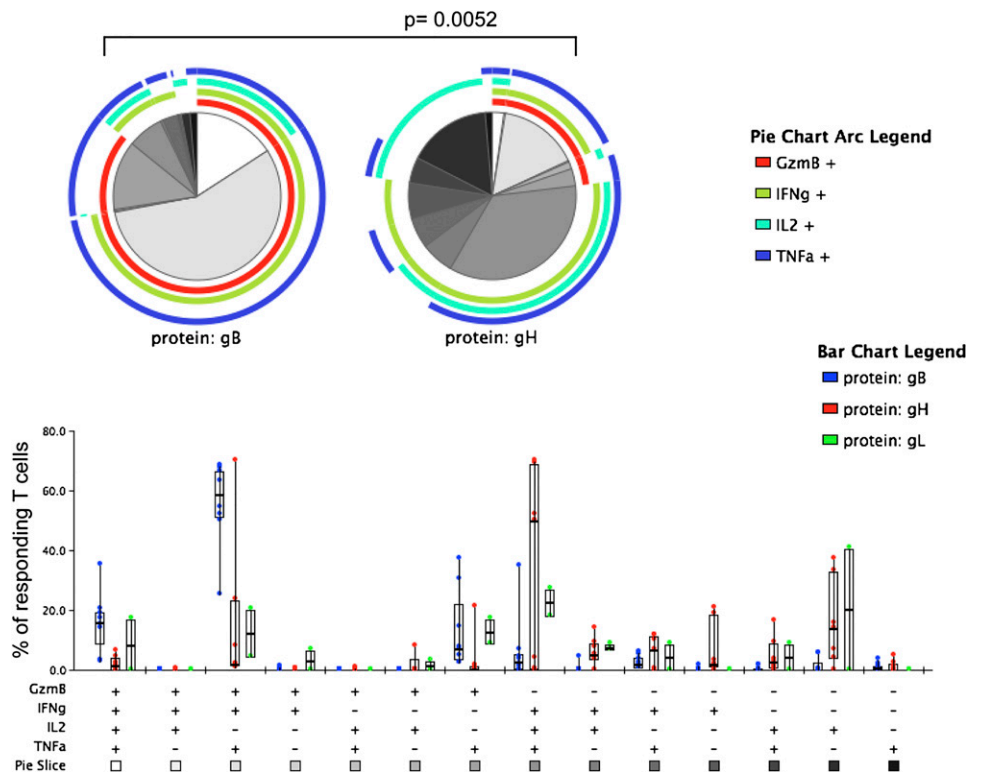 p= 0.0052
protein: gB
protein: gH
Pie Chart Arc Legend
GzmB +
IFNg +
IL2 +
TNFa +
Bar Chart Legend
protein: gB
protein: gH
protein: gL
% of responding T cells
80.0
60.0
40.0
20.0
0.0
GzmB + + + + + + + - - - - - - -
IFNg + + + + - - - + + + + - - -
IL2 + + - - + + - + + - - + + -
TNFa + - + - + - + + - + - + - +
Pie Slice